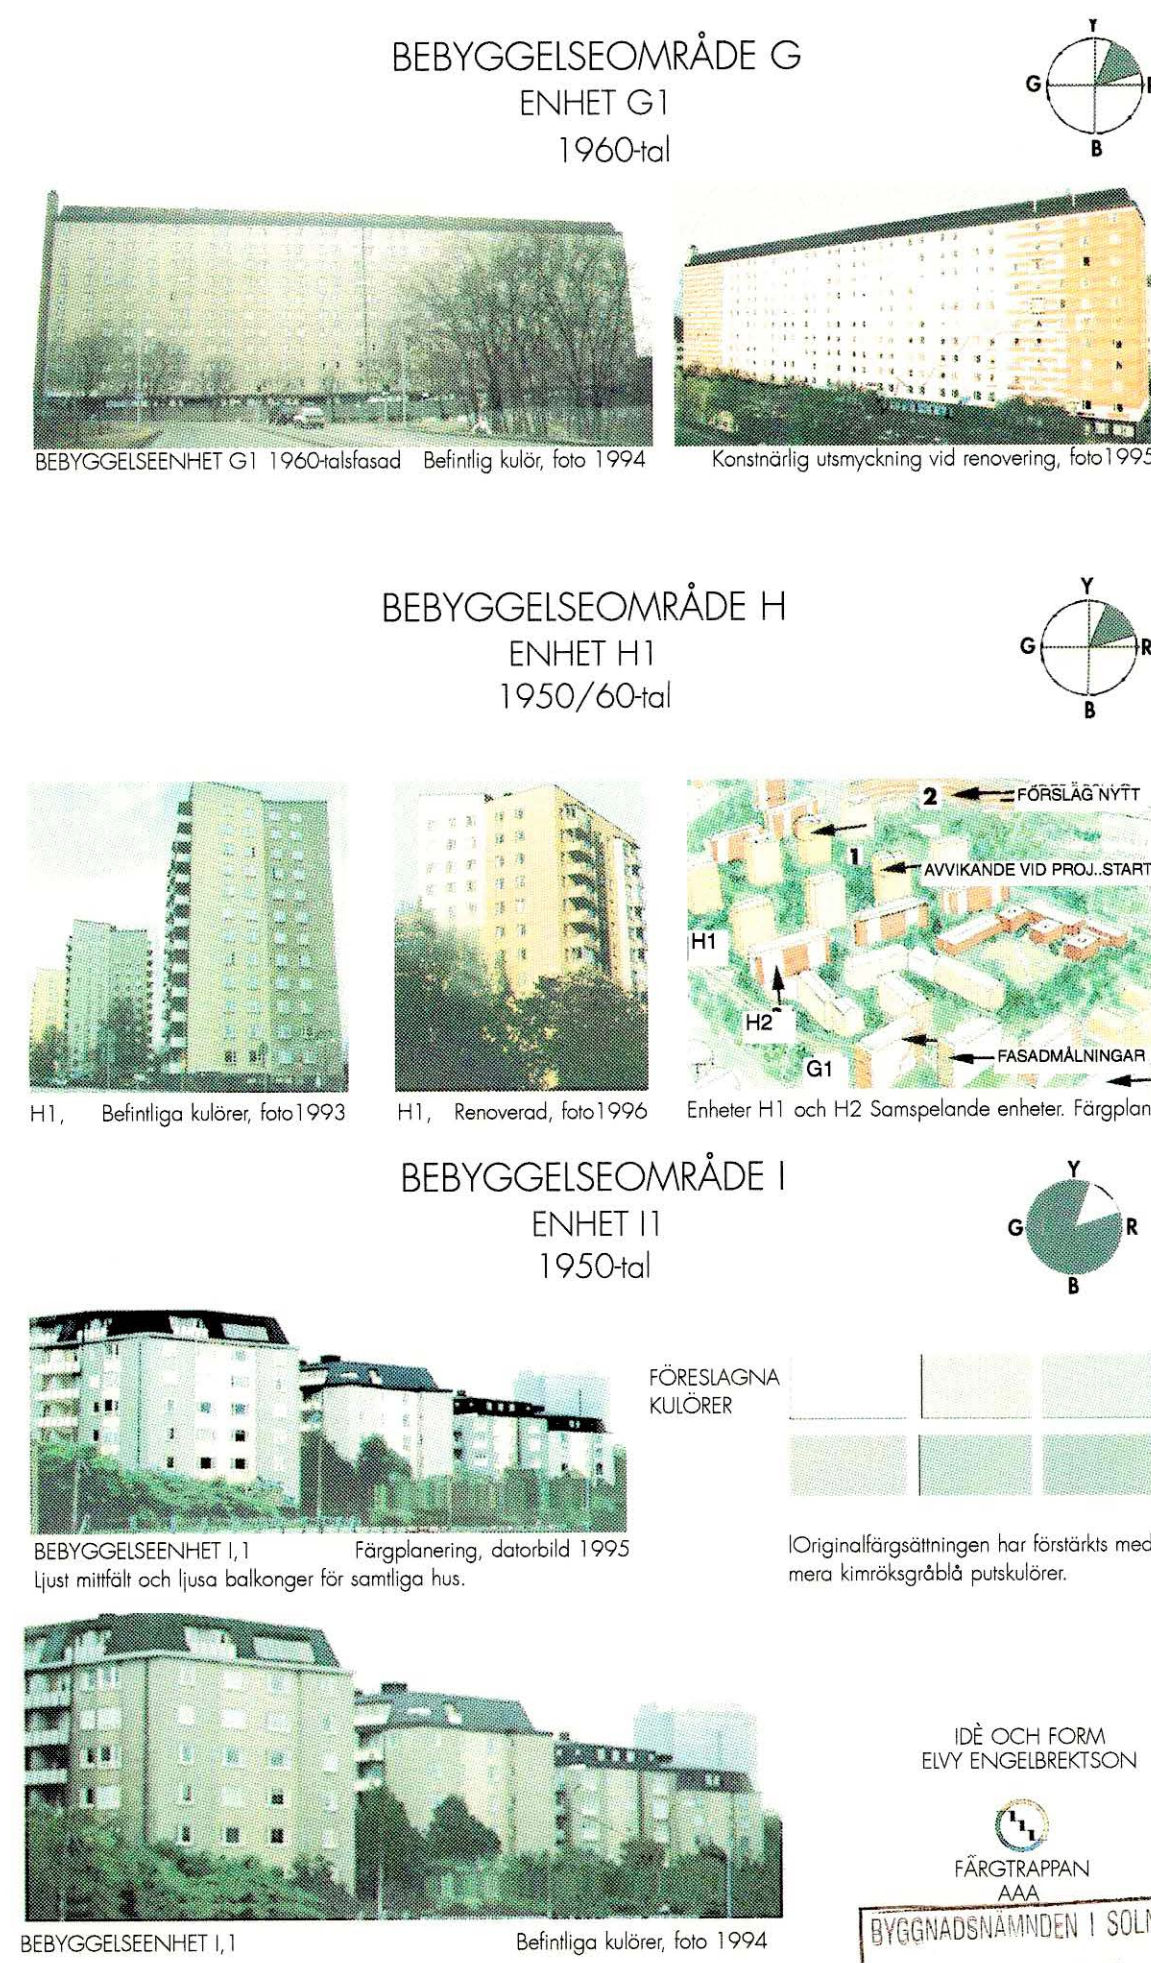 BEBYGGELSEOMRÅDE G
ENHET G1
1960-tal
Y
G
B
BEBYGGELSEENHET G1 1960-talsfasad Befintlig kulör, foto 1994
Konstnärlig utsmyckning vid renovering, foto1995
BEBYGGELSEOMRÅDE H
ENHET H1
1950/60-tal
Y
G
R
B
2
FÖRSLAG NYTT
1
AVVIKANDE VID PROJ..START
H1
H2
G1
FASADMÅLNINGAR
H1, Befintliga kulörer, foto1993
H1, Renoverad, foto1996
Enheter H1 och H2 Samspelande enheter. Färgplan
BEBYGGELSEOMRÅDE I
ENHET I1
1950-tal
Y
G
R
B
FÖRESLAGNA
KULÖRER
BEBYGGELSEENHET I,1 Färgplanering, datorbild 1995
Ljust mittfält och ljusa balkonger för samtliga hus.
IOriginalfärgsättningen har förstärkts med
mera kimröksgråblå putskulörer.
IDÈ OCH FORM
ELVY ENGELBREKTSON
FÄRGTRAPPAN
AAA
BYGGNADSNÄMNDEN I SOLN
BEBYGGELSEENHET I,1 Befintliga kulörer, foto 1994